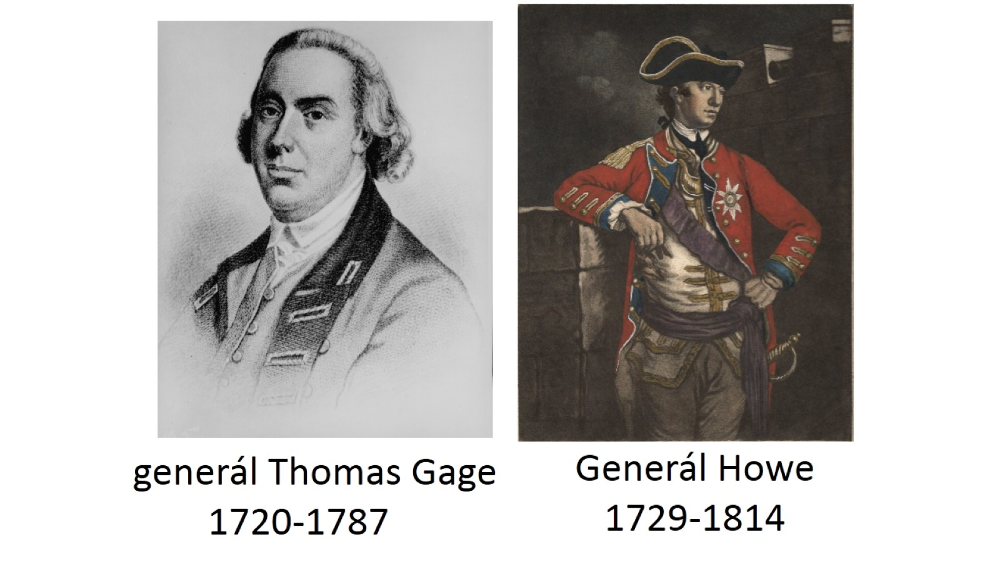 generál Thomas Gage
1720-1787
Generál Howe
1729-1814